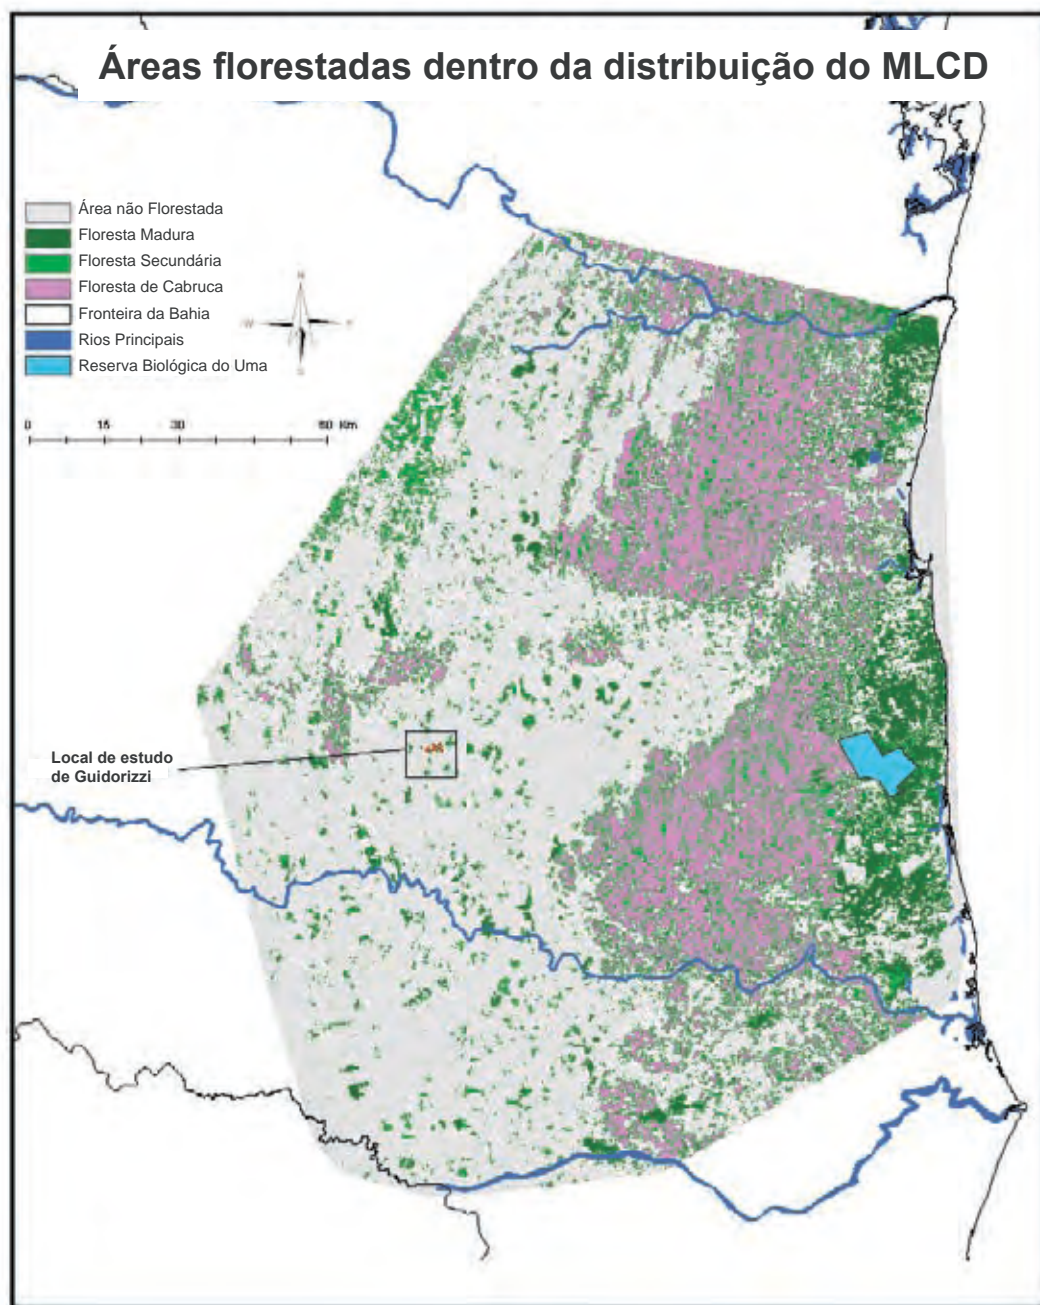 Áreas florestadas dentro da distribuição do MLCD
Área não Florestada
Floresta Madura
Floresta Secundária
Floresta de Cabruca
Fronteira da Bahia
Rios Principais
Reserva Biológica do Uma
N
W
E
S
0 15 30 60 Km
Local de estudo
de Guidorizzi